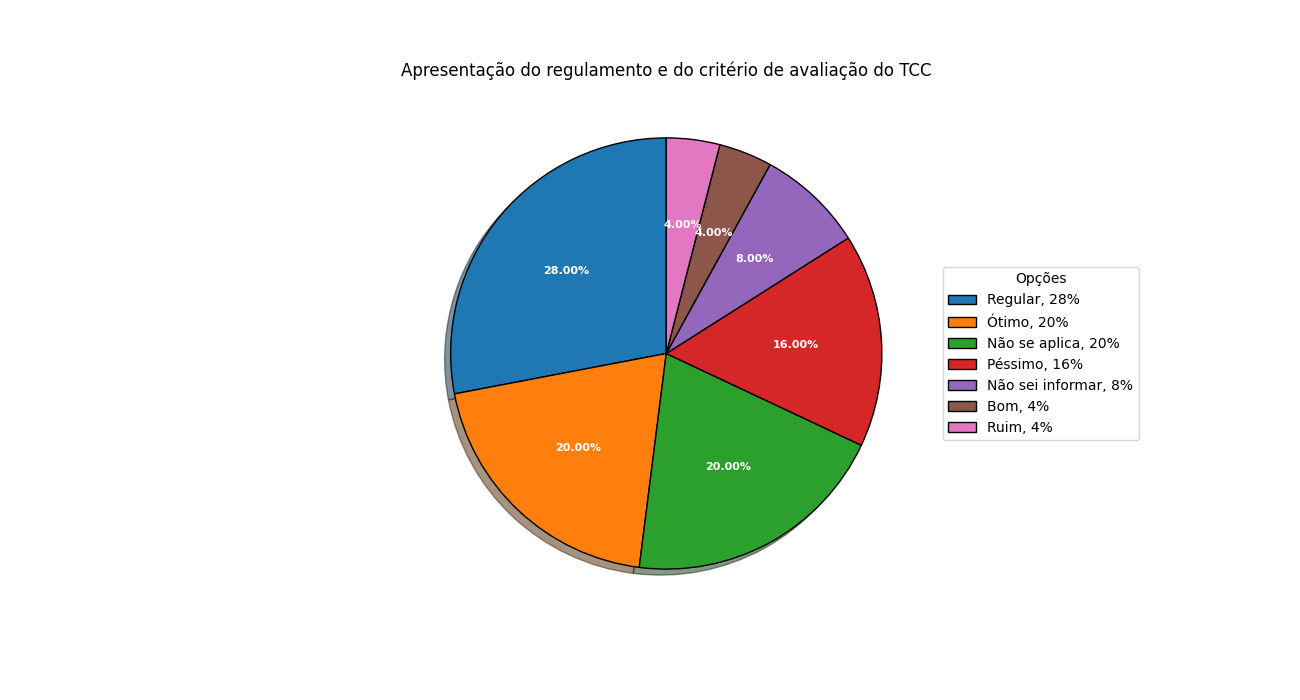 Apresentação do regulamento e do critério de avaliação do TCC
4.00%
4.00%
8.00%
28.00%
16.00%
20.00%
20.00%
Opções
Regular, 28%
Ótimo, 20%
Não se aplica, 20%
Péssimo, 16%
Não sei informar, 8%
Bom, 4%
Ruim, 4%